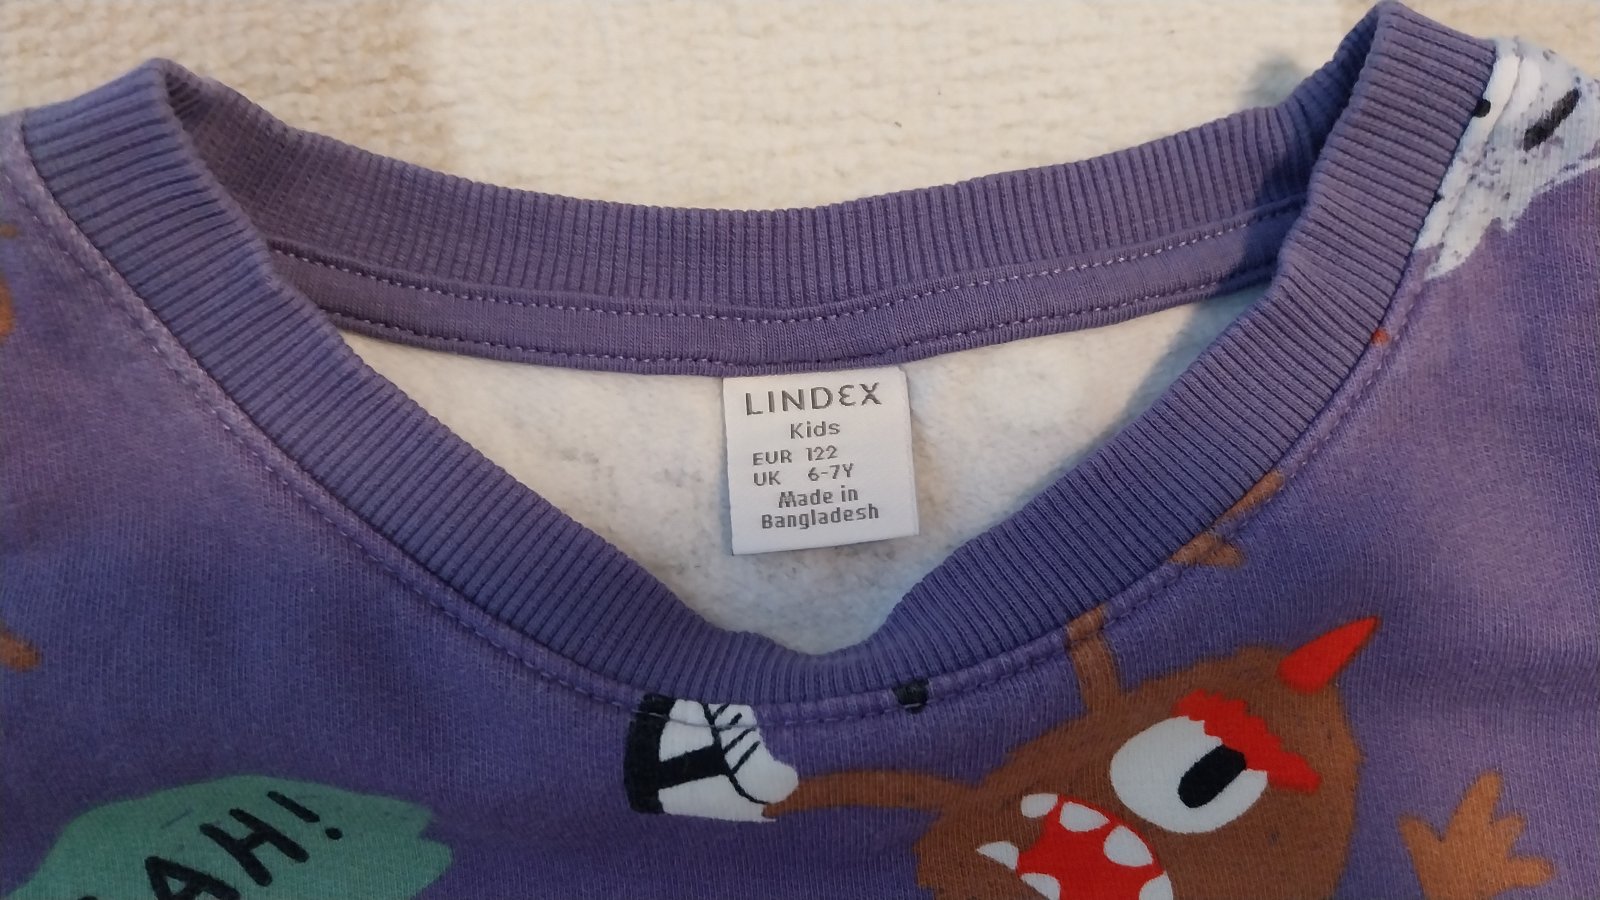 LINDEX
Kids
EUR 122
UK 6-7Y
Made in
Bangladesh
AH!